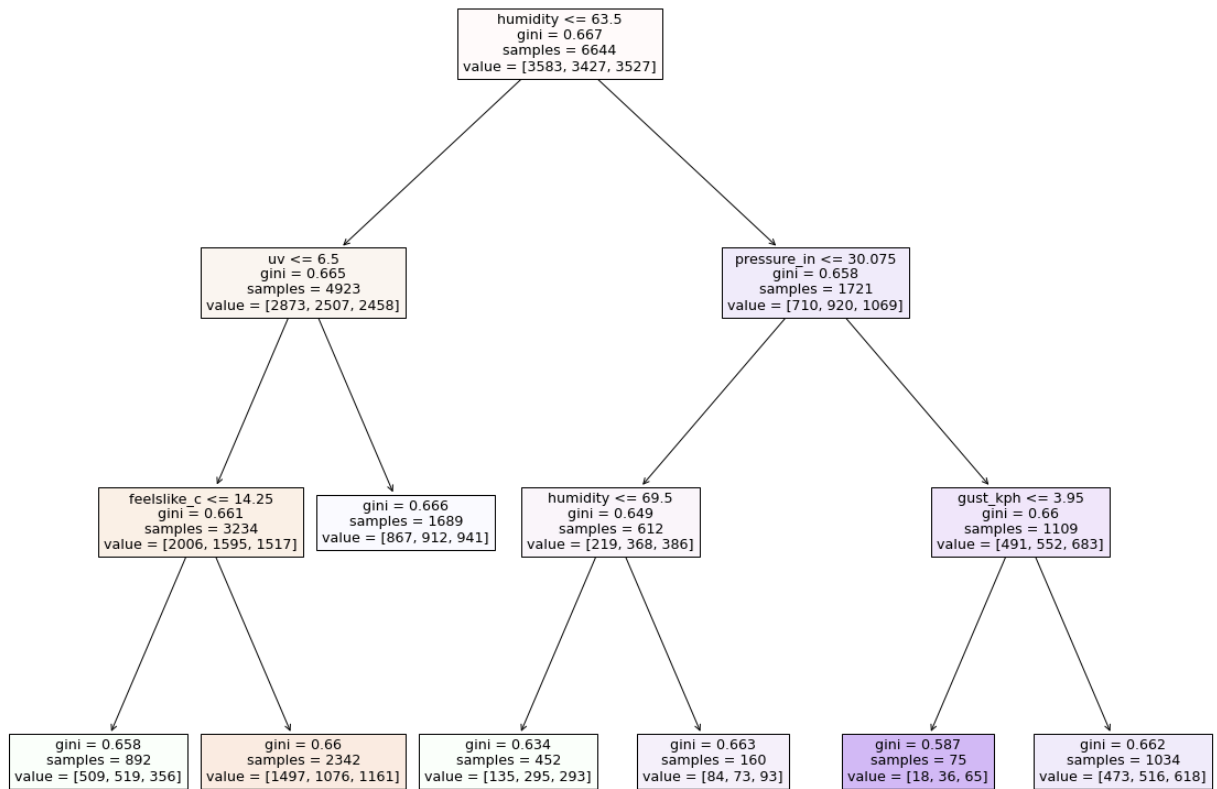 humidity <= 63.5
gini = 0.667
samples = 6644
value = [3583, 3427, 3527]
uv <= 6.5
gini = 0.665
samples = 4923
value = [2873, 2507, 2458]
pressure_in <= 30.075
gini = 0.658
samples = 1721
value = [710, 920, 1069]
feelslike_c <= 14.25
gini = 0.661
samples = 3234
value = [2006, 1595, 1517]
gini = 0.666
samples = 1689
value = [867, 912, 941]
humidity <= 69.5
gini = 0.649
samples = 612
value = [219, 368, 386]
gust_kph <= 3.95
gini = 0.66
samples = 1109
value = [491, 552, 683]
gini = 0.658
samples = 892
value = [509, 519, 356]
gini = 0.66
samples = 2342
value = [1497, 1076, 1161]
gini = 0.634
samples = 452
value = [135, 295, 293]
gini = 0.663
samples = 160
value = [84, 73, 93]
gini = 0.587
samples = 75
value = [18, 36, 65]
gini = 0.662
samples = 1034
value = [473, 516, 618]